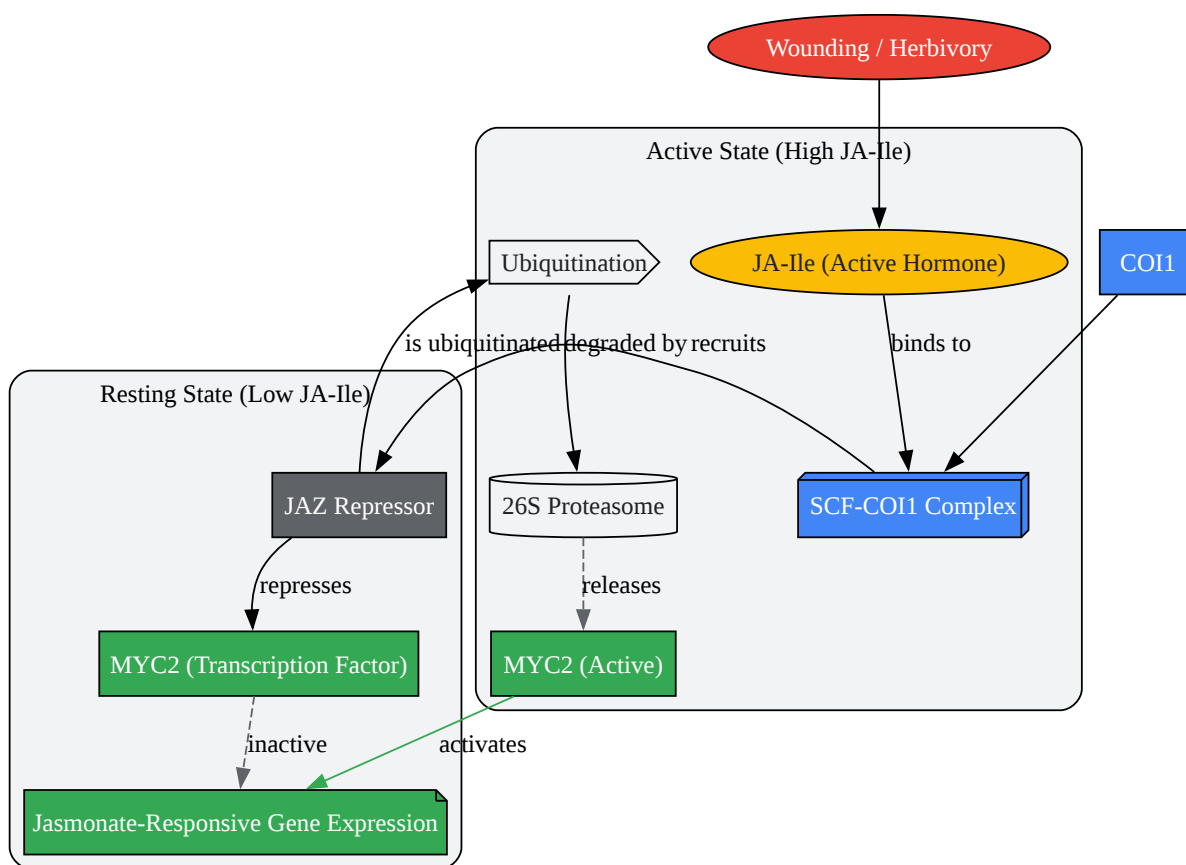 Wounding / Herbivory
Active State (High JA-Ile)
Ubiquitination
JA-Ile (Active Hormone)
COI1
is ubiquitinated
degraded by
recruits
binds to
Resting State (Low JA-Ile)
JAZ Repressor
26S Proteasome
SCF-COI1 Complex
represses
releases
MYC2 (Transcription Factor)
MYC2 (Active)
inactive
activates
Jasmonate-Responsive Gene Expression